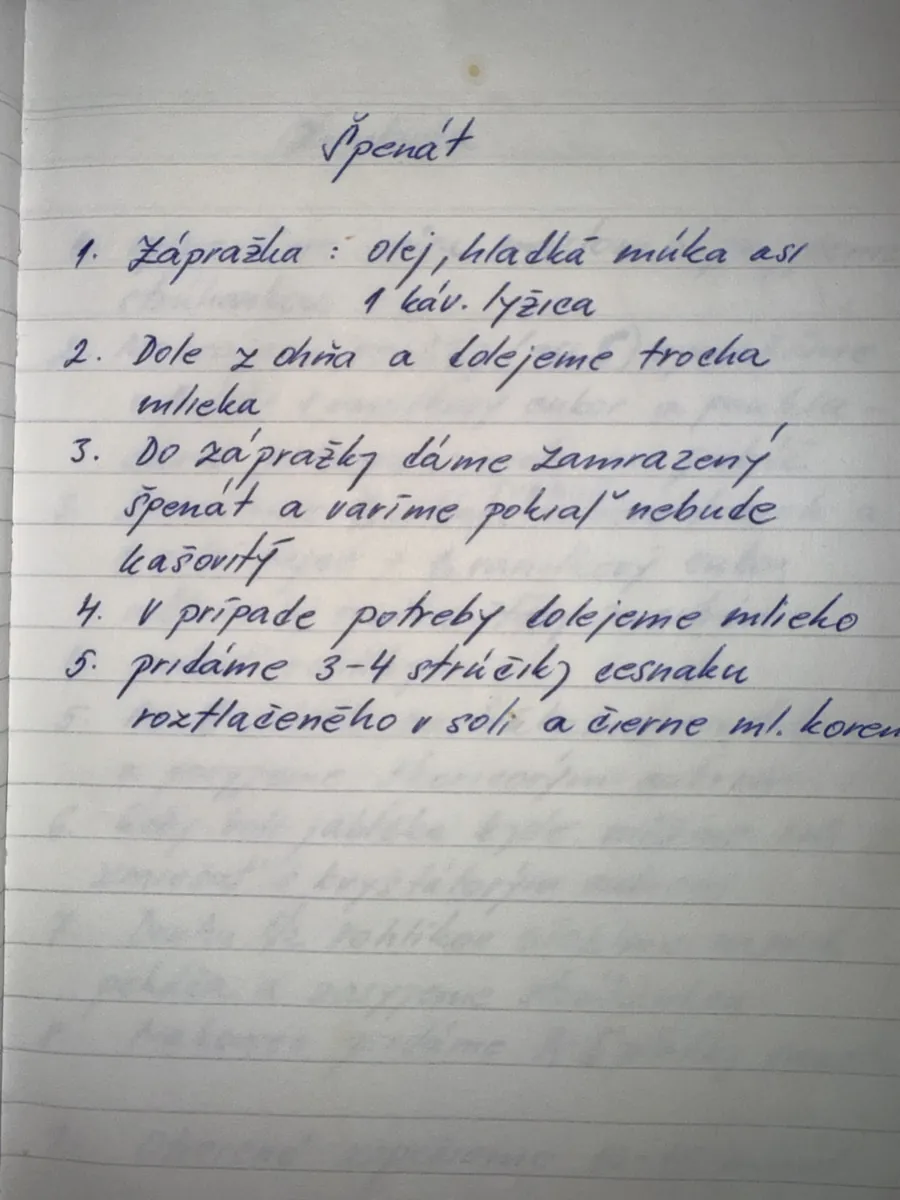 Špenát
1. Zápražka : olej, hladká múka asi
1 káv. lyžica
2. Dole z ohňa a dolejeme trocha
mlieka
3. Do zápražky dáme zamrazený
špenát a varíme pokiaľ nebude
kašovitý
4. V prípade potreby dolejeme mlieko
5. pridáme 3-4 strúčiky cesnaku
roztlačeného v soli a čierne ml. koren